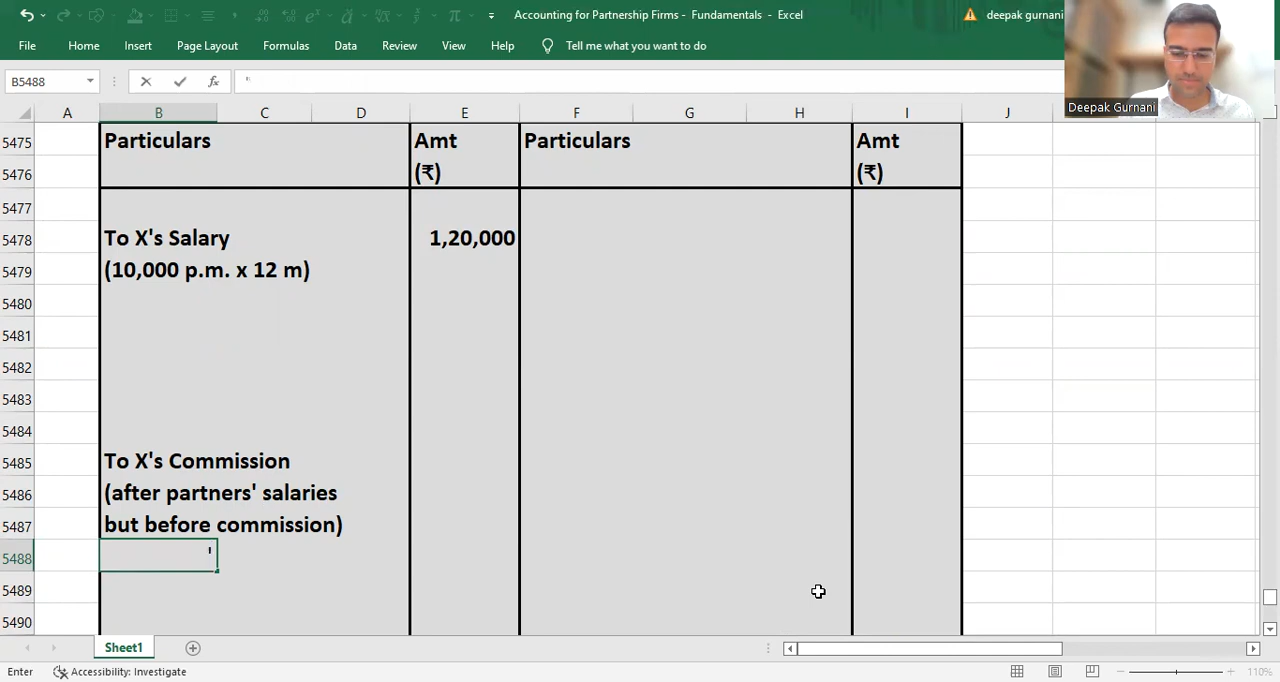 Accounting for Partnership Firms - Fundamentals - Excel
deepak gurnani
File Home Insert Page Layout Formulas Data Review View Help Tell me what you want to do
Deepak Gurnani
B5488 fx '
A B C D E F G H I J
5475 Particulars Amt Particulars Amt
5476 (₹) (₹)
5477
5478 To X's Salary 1,20,000
5479 (10,000 p.m. x 12 m)
5480
5481
5482
5483
5484
5485 To X's Commission
5486 (after partners' salaries
5487 but before commission)
5488 '
5489
5490
Sheet1
Enter Accessibility: Investigate 110%